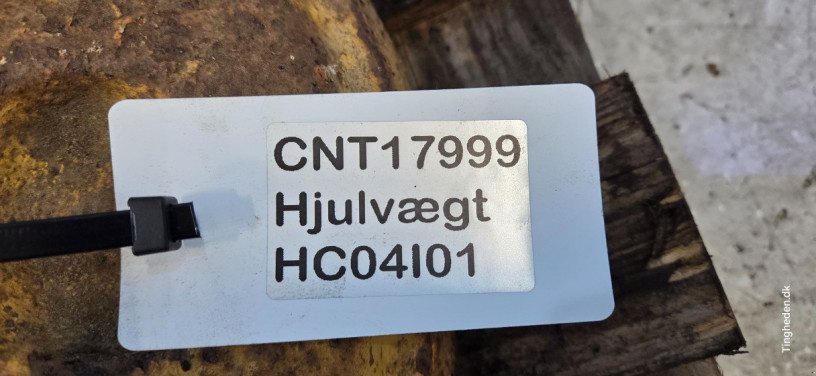 CNT17999
Hjulvægt
HC04I01
Tingheden.dk